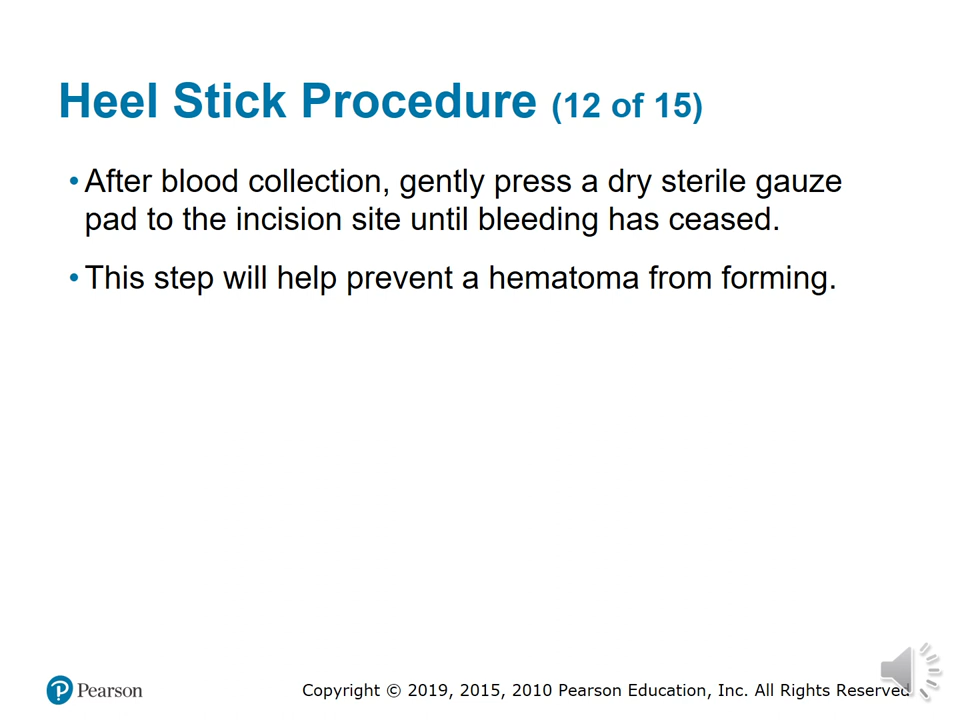 Heel Stick Procedure (12 of 15)
• After blood collection, gently press a dry sterile gauze
pad to the incision site until bleeding has ceased.
• This step will help prevent a hematoma from forming.
Pearson
Copyright © 2019, 2015, 2010 Pearson Education, Inc. All Rights Reserved